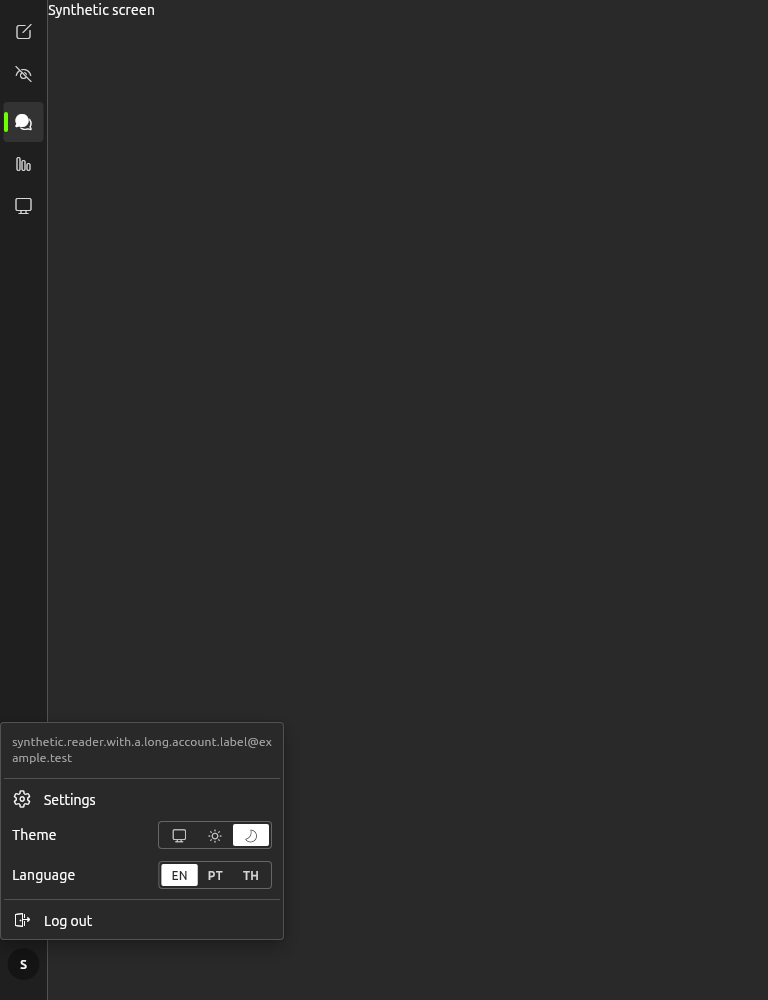 Synthetic screen
synthetic.reader.with.a.long.account.label@ex
ample.test
Settings
Theme
Language EN PT TH
Log out
S